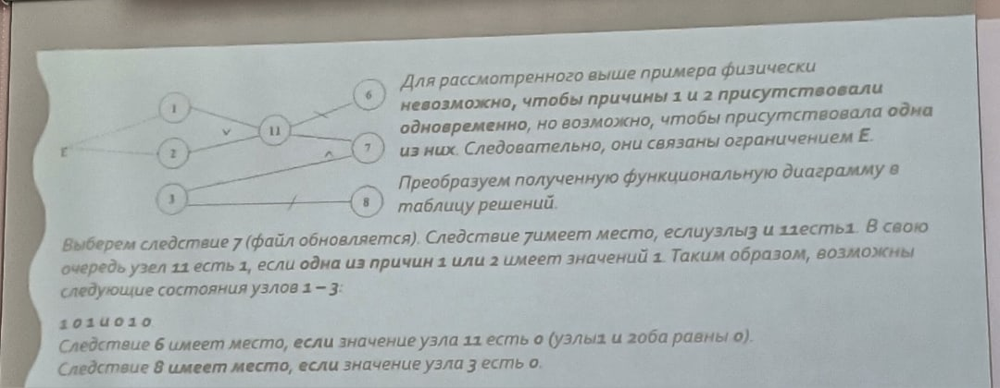 Для рассмотренного выше примера физически
невозможно, чтобы причины 1 и 2 присутствовали
одновременно, но возможно, чтобы присутствовала одна
из них. Следовательно, они связаны ограничением E.
Преобразуем полученную функциональную диаграмму в
таблицу решений.
E
1
2
3
v
11
^
6
7
8
Выберем следствие 7 (файл обновляется). Следствие 7имеет место, еслиузлы3 и 11есть1. В свою
очередь узел 11 есть 1, если одна из причин 1 или 2 имеет значений 1. Таким образом, возможны
следующие состояния узлов 1 – 3:
1 0 1 и 0 1 0
Следствие 6 имеет место, если значение узла 11 есть 0 (узлы1 и 2оба равны 0).
Следствие 8 имеет место, если значение узла 3 есть 0.